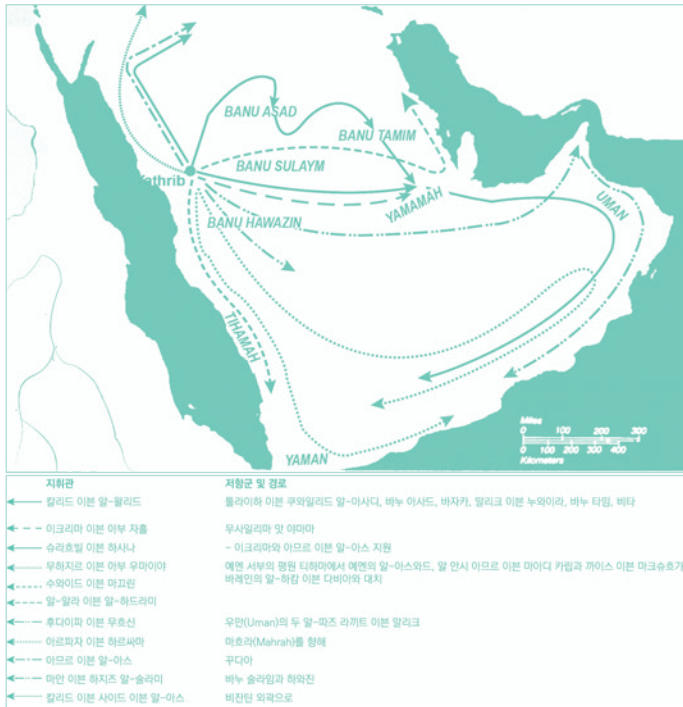 BANU ASAD
BANU TAMIM
BANU SULAYM
Yathrib
YAMAMAH
BANU HAWAZIN
UMAN
TIHAMAH
YAMAN
Miles
0 100 200 300
0 100 200 300 400
Kilometers
지휘관 저항군 및 경로
칼리드 이븐 알-왈리드 툴라이하 이븐 쿠와일리드 알-아사디, 바누 아사드, 바자카, 말리크 이븐 누와이라, 바누 타밈, 비타
이크리마 이븐 아부 자흘 무사일리마 앗 야마마
슈라흐빌 이븐 하사나 - 이크리마와 아므르 이븐 알-아스 지원
무하지르 이븐 아부 우마이야 예멘 서부의 평원 티하마에서 예멘의 알-아스와드, 알 안시 아므르 이븐 마아디 카립과 까이스 이븐 마크슈흐가
수와이드 이븐 마끄린 바레인의 알-하캄 이븐 다비아와 대치
알-알라 이븐 알-하드라미
후다이파 이븐 무흐신 우만(Uman)의 두 알-따즈 라끼트 이븐 말리크
아르파자 이븐 하르싸마 마흐라(Mahrah)를 향해
아므르 이븐 알-아스 꾸다아
마안 이븐 하지즈 알-술라미 바누 술라임과 하와진
칼리드 이븐 사이드 이븐 알-아스 비잔틴 외곽으로